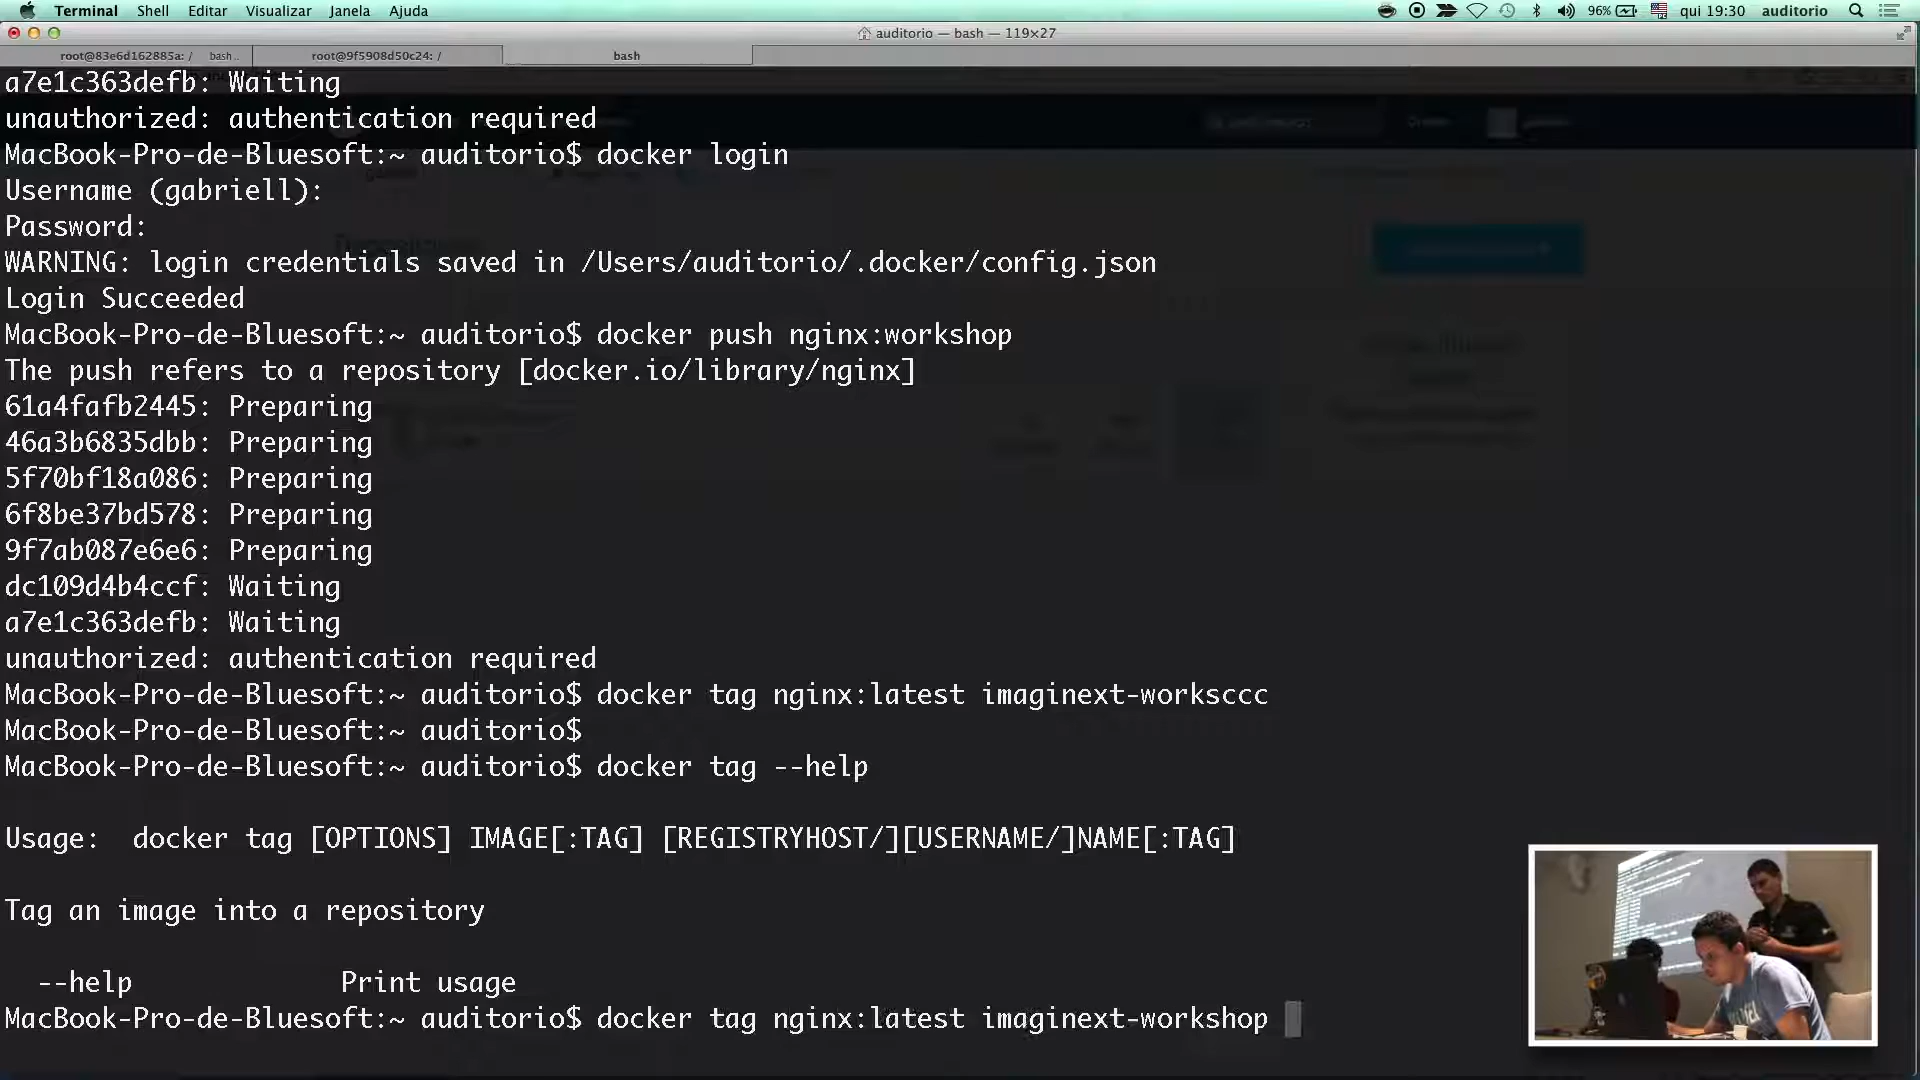 Terminal Shell Editar Visualizar Janela Ajuda 96% qui 19:30 auditorio
auditorio — bash — 119×27
root@83e6d162885a: / bash... root@9f5908d50c24: / bash
a7e1c363defb: Waiting
unauthorized: authentication required
MacBook-Pro-de-Bluesoft:~ auditorio$ docker login
Username (gabriell):
Password:
WARNING: login credentials saved in /Users/auditorio/.docker/config.json
Login Succeeded
MacBook-Pro-de-Bluesoft:~ auditorio$ docker push nginx:workshop
The push refers to a repository [docker.io/library/nginx]
61a4fafb2445: Preparing
46a3b6835dbb: Preparing
5f70bf18a086: Preparing
6f8be37bd578: Preparing
9f7ab087e6e6: Preparing
dc109d4b4ccf: Waiting
a7e1c363defb: Waiting
unauthorized: authentication required
MacBook-Pro-de-Bluesoft:~ auditorio$ docker tag nginx:latest imaginext-worksccc
MacBook-Pro-de-Bluesoft:~ auditorio$
MacBook-Pro-de-Bluesoft:~ auditorio$ docker tag --help
Usage:  docker tag [OPTIONS] IMAGE[:TAG] [REGISTRYHOST/][USERNAME/]NAME[:TAG]
Tag an image into a repository
--help             Print usage
MacBook-Pro-de-Bluesoft:~ auditorio$ docker tag nginx:latest imaginext-workshop